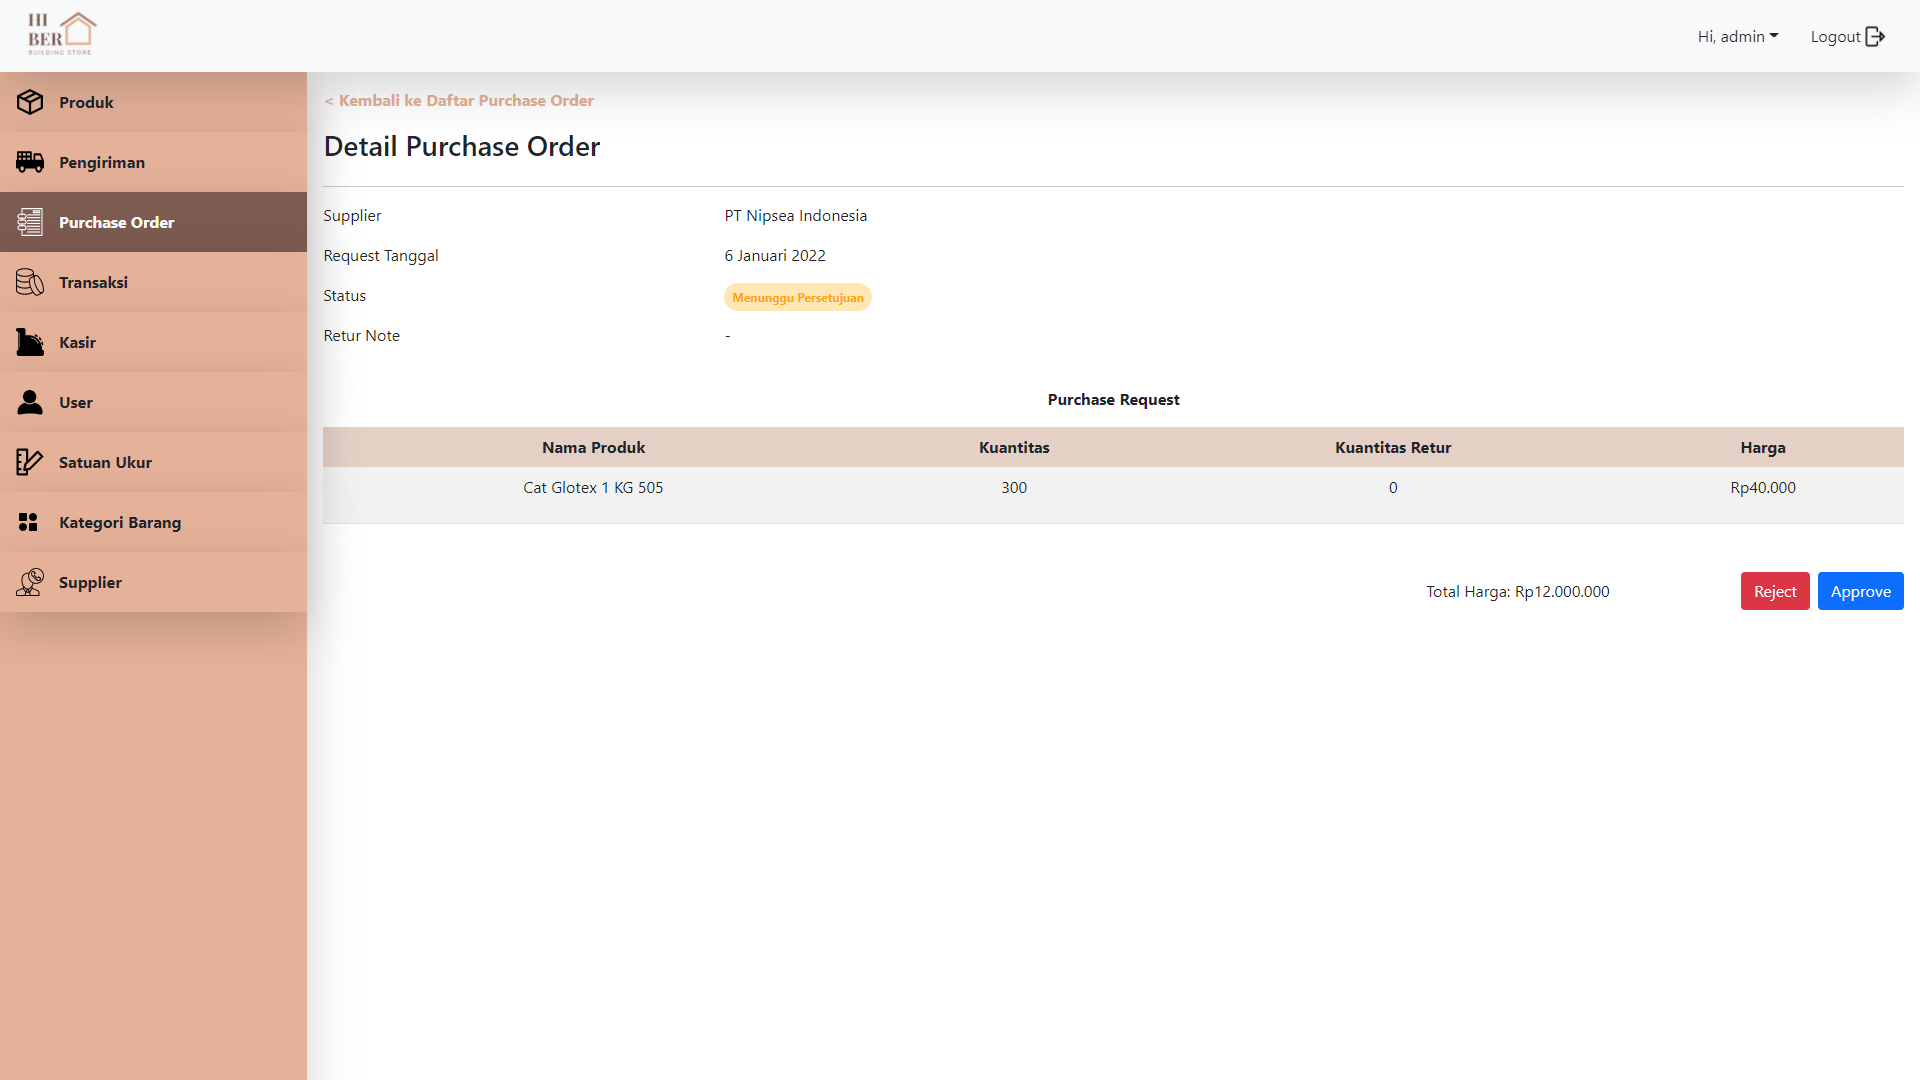 HI
BER
BUILDING STORE
Hi, admin
Logout
Produk
Pengiriman
Purchase Order
Transaksi
Kasir
User
Satuan Ukur
Kategori Barang
Supplier
< Kembali ke Daftar Purchase Order
Detail Purchase Order
Supplier PT Nipsea Indonesia
Request Tanggal 6 Januari 2022
Status Menunggu Persetujuan
Retur Note -
Purchase Request
Nama Produk Kuantitas Kuantitas Retur Harga
Cat Glotex 1 KG 505 300 0 Rp40.000
Total Harga: Rp12.000.000 Reject Approve